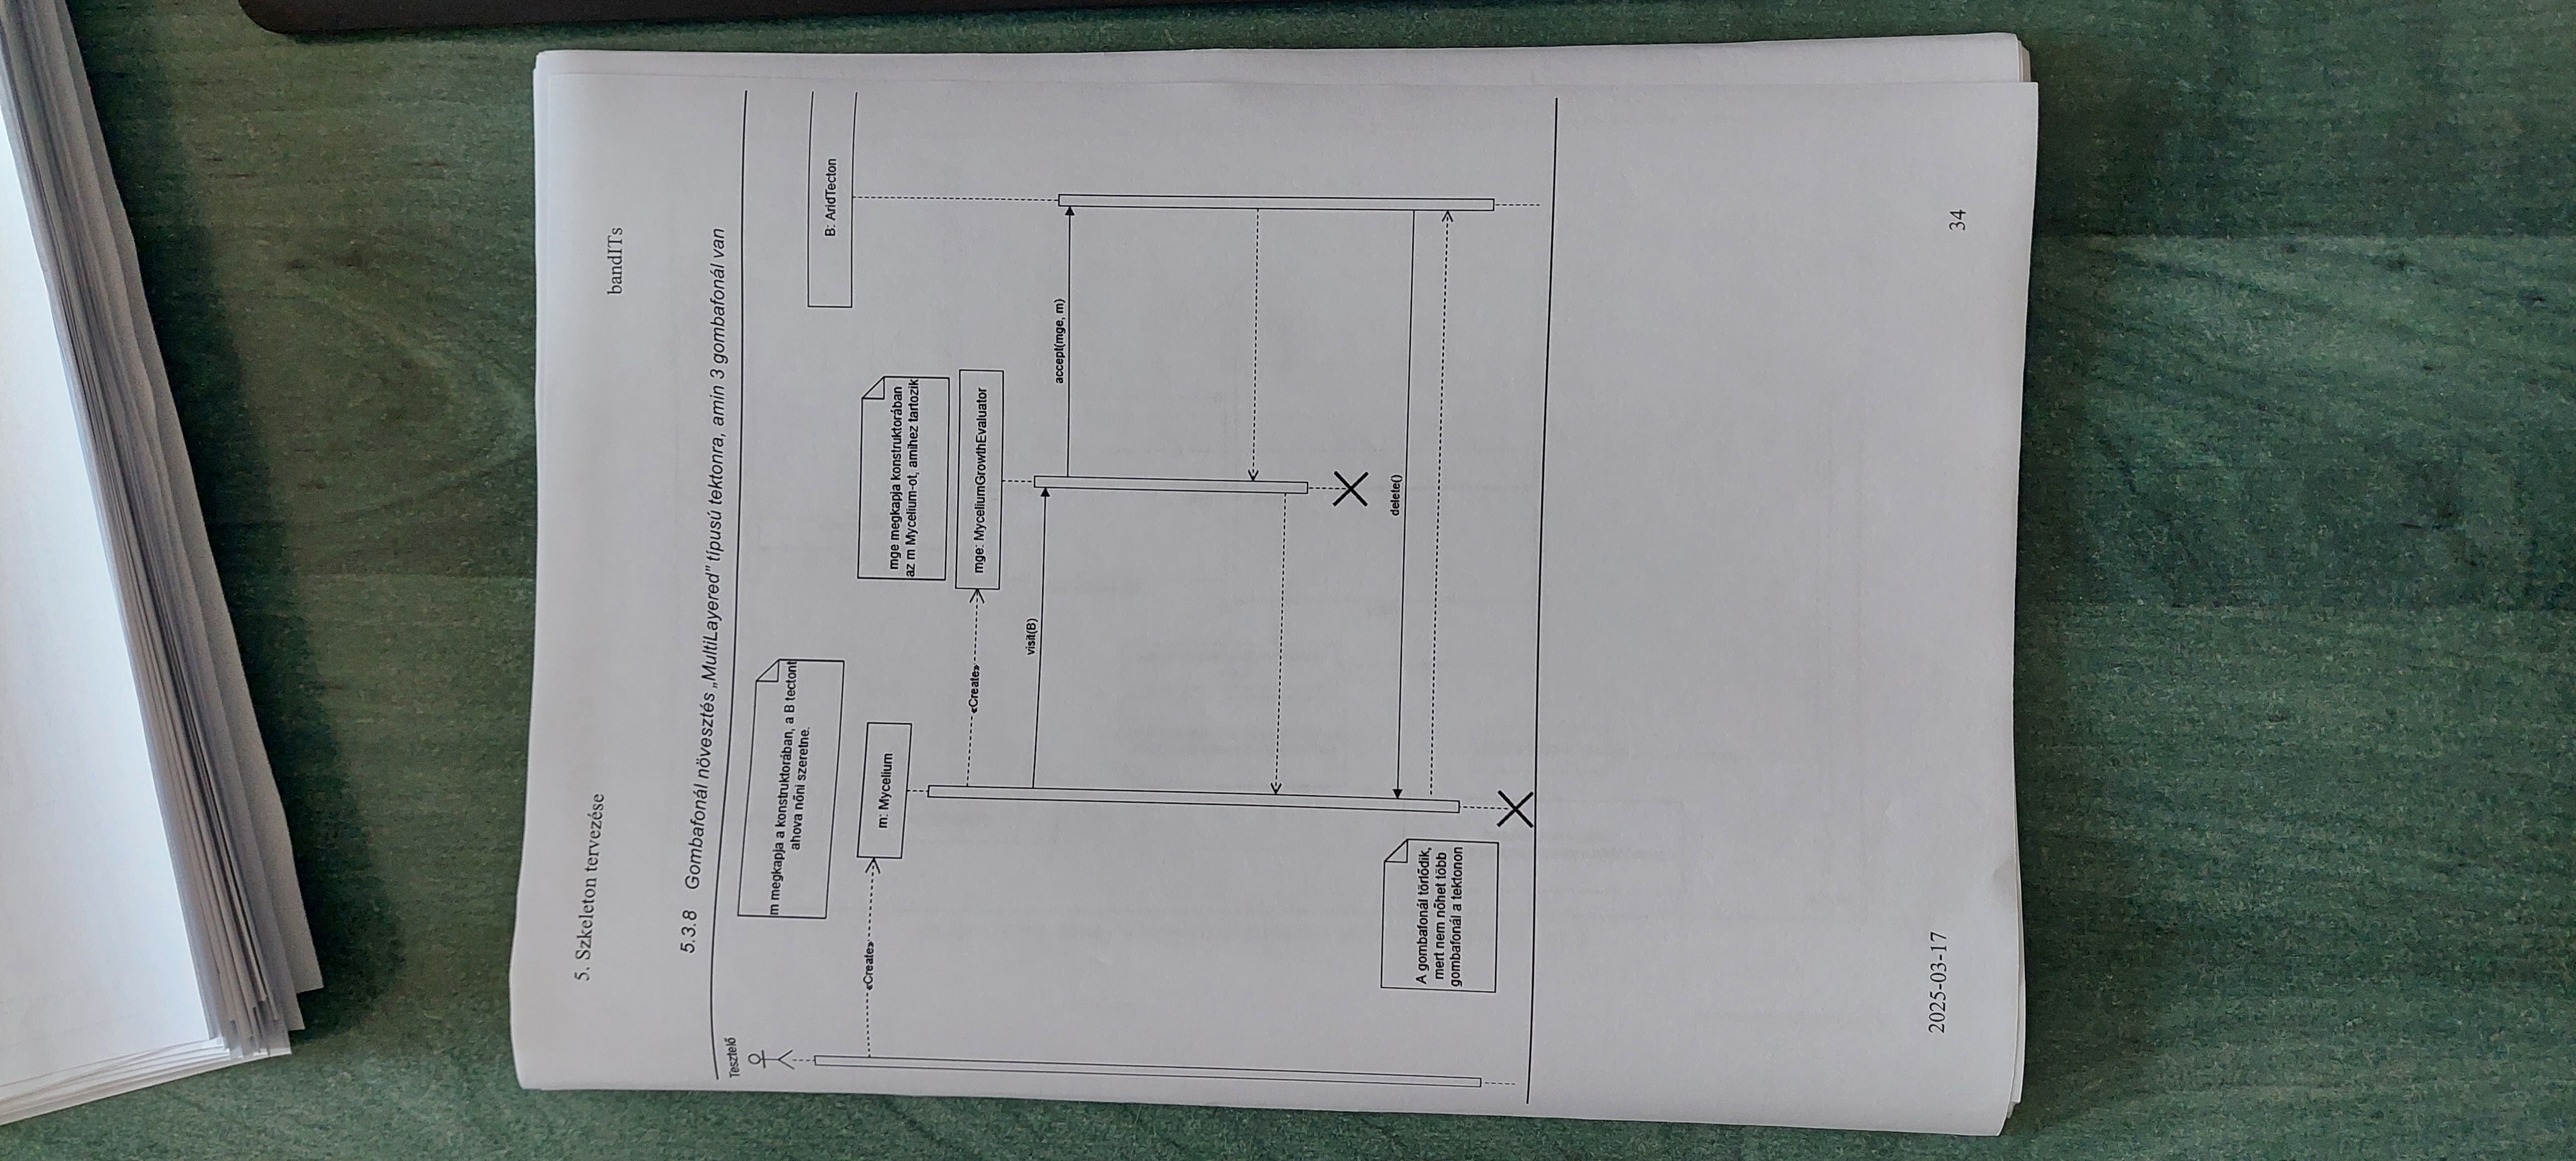 5. Szkeleton tervezése
bandITs
5.3.8 Gombafonál növesztés „MultiLayered” típusú tektonra, amin 3 gombafonál van
Tesztelő
m megkapja a konstruktorában, a B tectont
ahova nőni szeretne.
B: AridTecton
«Create»
m: Mycelium
mge megkapja konstruktorában
az m Mycelium-ot, amihez tartozik
«Create»
mge: MyceliumGrowthEvaluator
visit(B)
accept(mge, m)
delete()
A gombafonál törlődik,
mert nem nőhet több
gombafonál a tektonon
2025-03-17
34